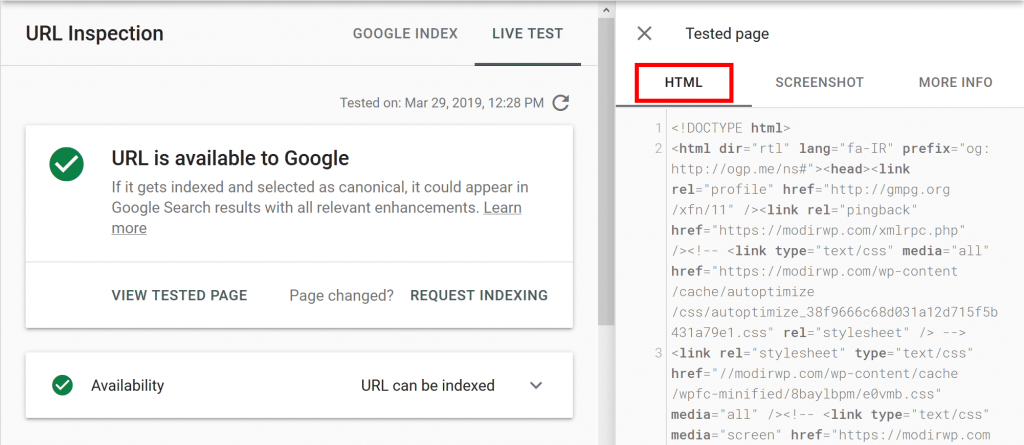 URL Inspection
GOOGLE INDEX
LIVE TEST
Tested on: Mar 29, 2019, 12:28 PM
URL is available to Google
If it gets indexed and selected as canonical, it could appear in
Google Search results with all relevant enhancements. Learn
more
VIEW TESTED PAGE
Page changed?
REQUEST INDEXING
Availability
URL can be indexed
Tested page
HTML
SCREENSHOT
MORE INFO
1 <!DOCTYPE html>
2 <html dir="rtl" lang="fa-IR" prefix="og:
http://ogp.me/ns#"><head><link
rel="profile" href="http://gmpg.org
/xfn/11" /><link rel="pingback"
href="https://modirwp.com/xmlrpc.php"
/><!-- <link type="text/css" media="all"
href="https://modirwp.com/wp-content
/cache/autoptimize
/css/autoptimize_38f9666c68d031a12d715f5b
431a79e1.css" rel="stylesheet" /> -->
3 <link rel="stylesheet" type="text/css"
href="//modirwp.com/wp-content/cache
/wpfc-minified/8baylbpm/e0vmb.css"
media="all" /><!-- <link type="text/css"
media="screen" href="https://modirwp.com